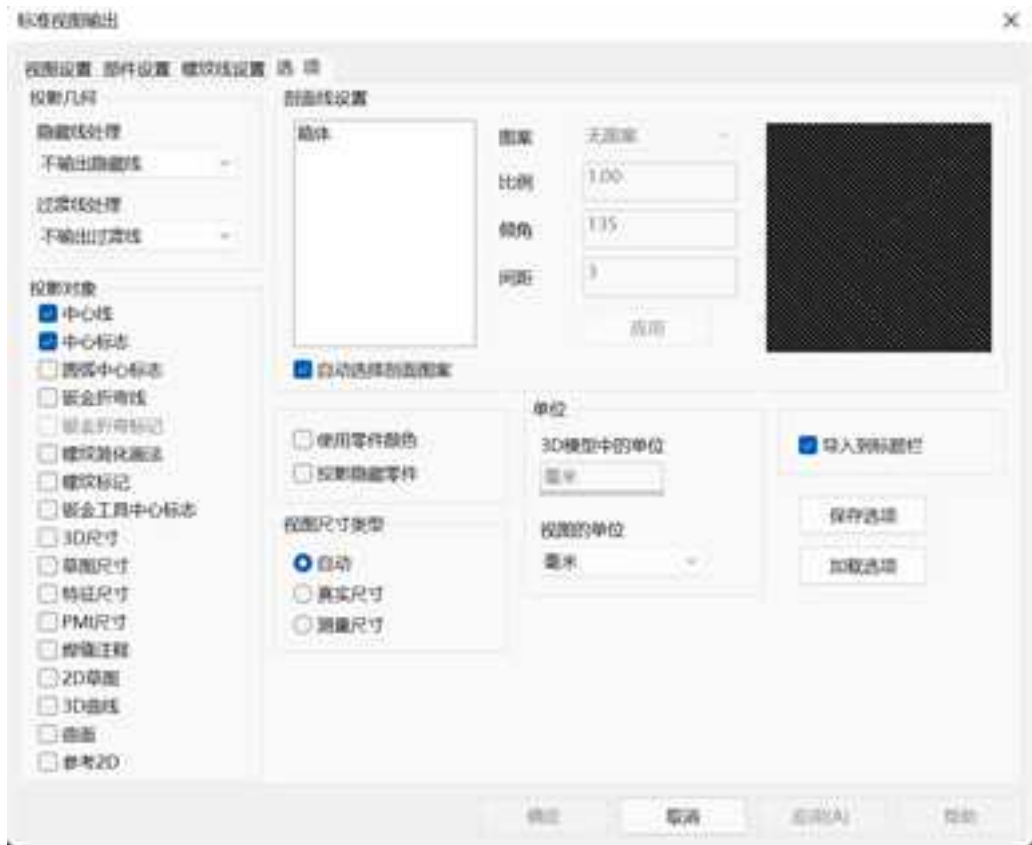 标准视图输出
视图设置 部件设置 螺纹线设置 选 项
投影几何
隐藏线处理
不输出隐藏线
过渡线处理
不输出过渡线
投影对象
中心线
中心标志
圆弧中心标志
钣金折弯线
钣金折弯标记
螺纹简化画法
螺纹标记
钣金工具中心标志
3D尺寸
草图尺寸
特征尺寸
PMI尺寸
焊缝注释
2D草图
3D曲线
曲面
参考2D
剖面线设置
箱体
图案 无图案
比例 1.00
倾角 135
间距 3
应用
自动选择剖面图案
使用零件颜色
投影隐藏零件
视图尺寸类型
自动
真实尺寸
测量尺寸
单位
3D模型中的单位
毫米
视图的单位
毫米
导入到标题栏
保存选项
加载选项
确定 取消 应用(A) 帮助